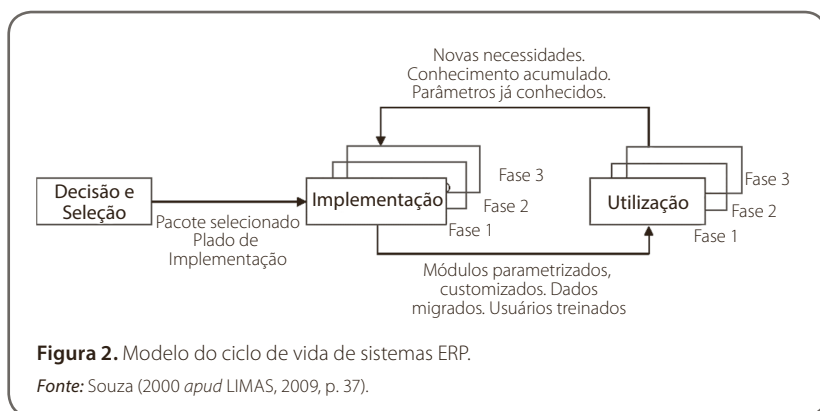 Novas necessidades.
Conhecimento acumulado.
Parâmetros já conhecidos.
Decisão e
Seleção
Pacote selecionado
Plado de
Implementação
Implementação
Fase 3
Fase 2
Fase 1
Utilização
Fase 3
Fase 2
Fase 1
Módulos parametrizados,
customizados. Dados
migrados. Usuários treinados
Figura 2. Modelo do ciclo de vida de sistemas ERP.
Fonte: Souza (2000 apud LIMAS, 2009, p. 37).